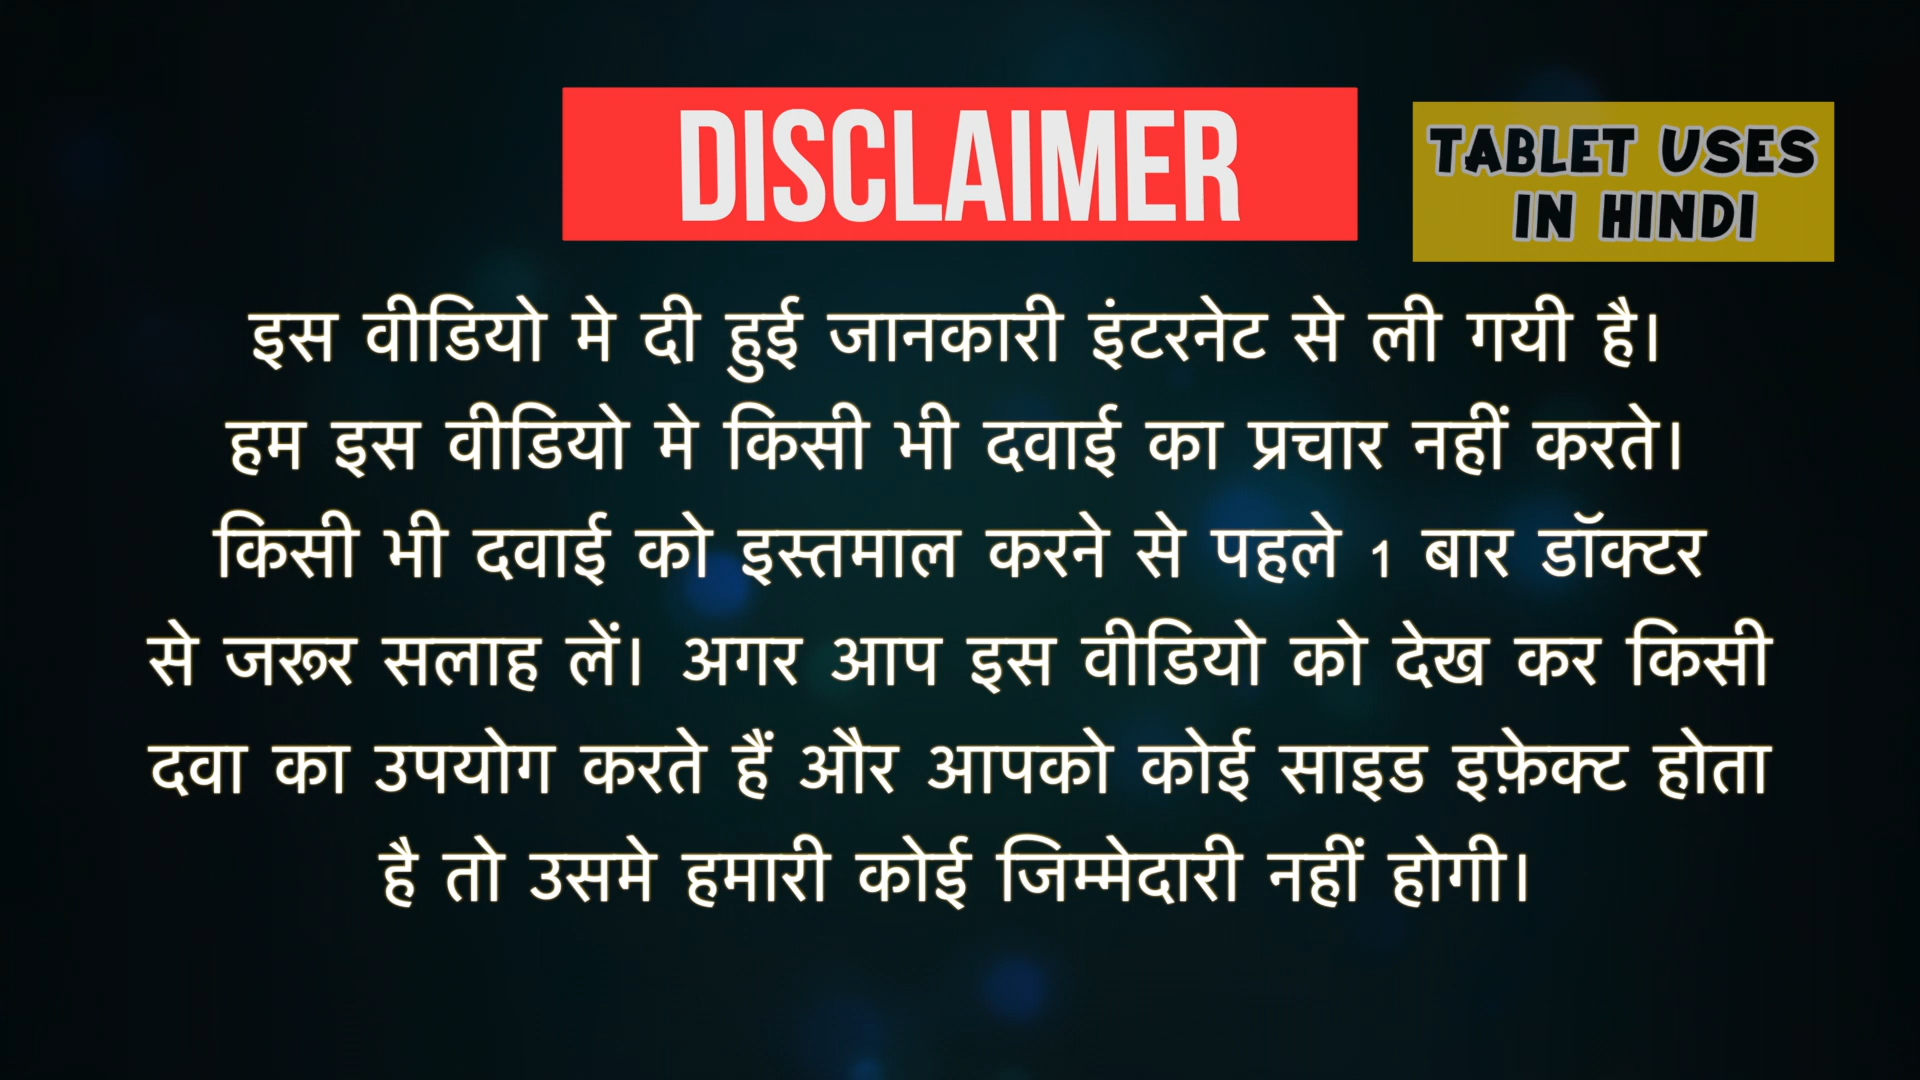 DISCLAIMER
TABLET USES
IN HINDI
इस वीडियो मे दी हुई जानकारी इंटरनेट से ली गयी है।
हम इस वीडियो मे किसी भी दवाई का प्रचार नहीं करते।
किसी भी दवाई को इस्तमाल करने से पहले 1 बार डॉक्टर
से जरूर सलाह लें। अगर आप इस वीडियो को देख कर किसी
दवा का उपयोग करते हैं और आपको कोई साइड इफ़ेक्ट होता
है तो उसमे हमारी कोई जिम्मेदारी नहीं होगी।